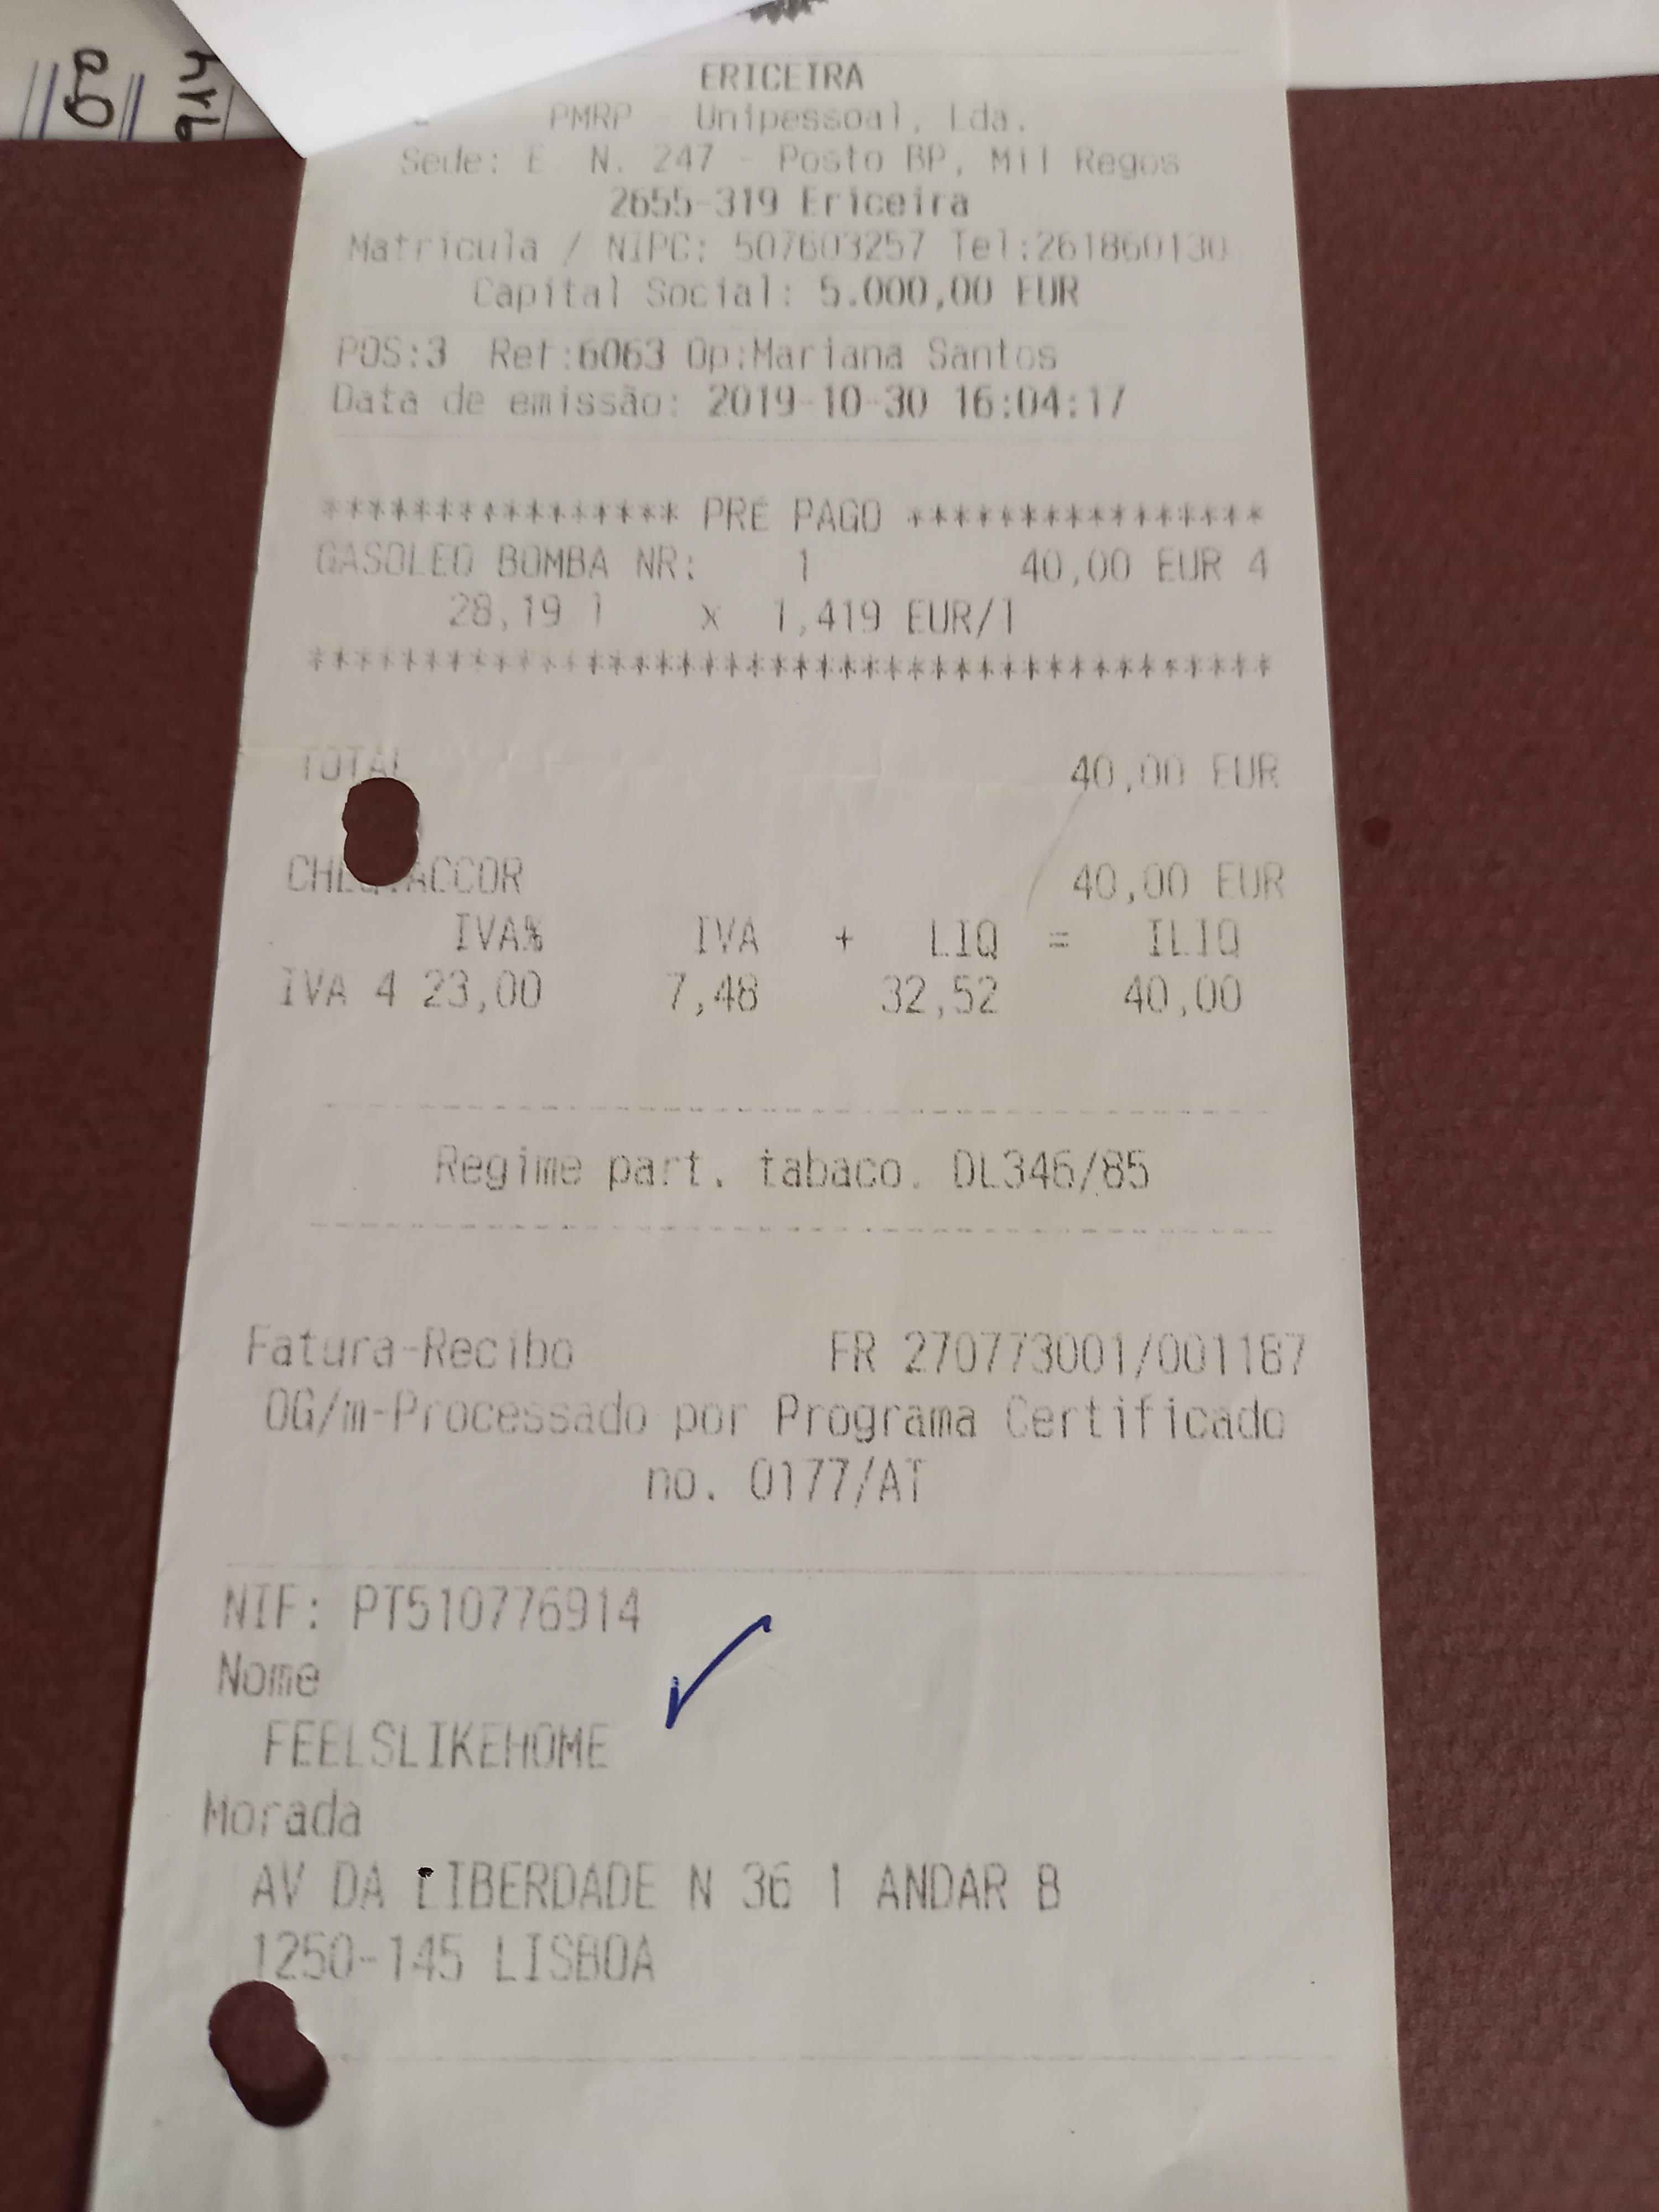 ERICEIRA
PMRP Unipessoal, Lda.
Sede: E N. 247 - Posto BP, Mil Regos
2655-319 Ericeira
Matrícula / NIPC: 507603257 Tel:261860130
Capital Social: 5.000,00 EUR
POS:3 Ref:6063 Op:Mariana Santos
Data de emissão: 2019-10-30 16:04:17
**************** PRÉ PAGO ****************
GASOLEO BOMBA NR: 1 40,00 EUR 4
28,19 l x 1,419 EUR/l
******************************************
TOTAL 40,00 EUR
ACCOR 40,00 EUR
IVA% IVA + LIQ = ILIQ
IVA 4 23,00 7,48 32,52 40,00
Regime part. tabaco. DL346/85
Fatura-Recibo FR 270773001/001187
OG/m-Processado por Programa Certificado
no. 0177/AT
NIF: PT510776914
Nome
FEELSLIKEHOME
Morada
AV DA LIBERDADE N 36 1 ANDAR B
1250-145 LISBOA